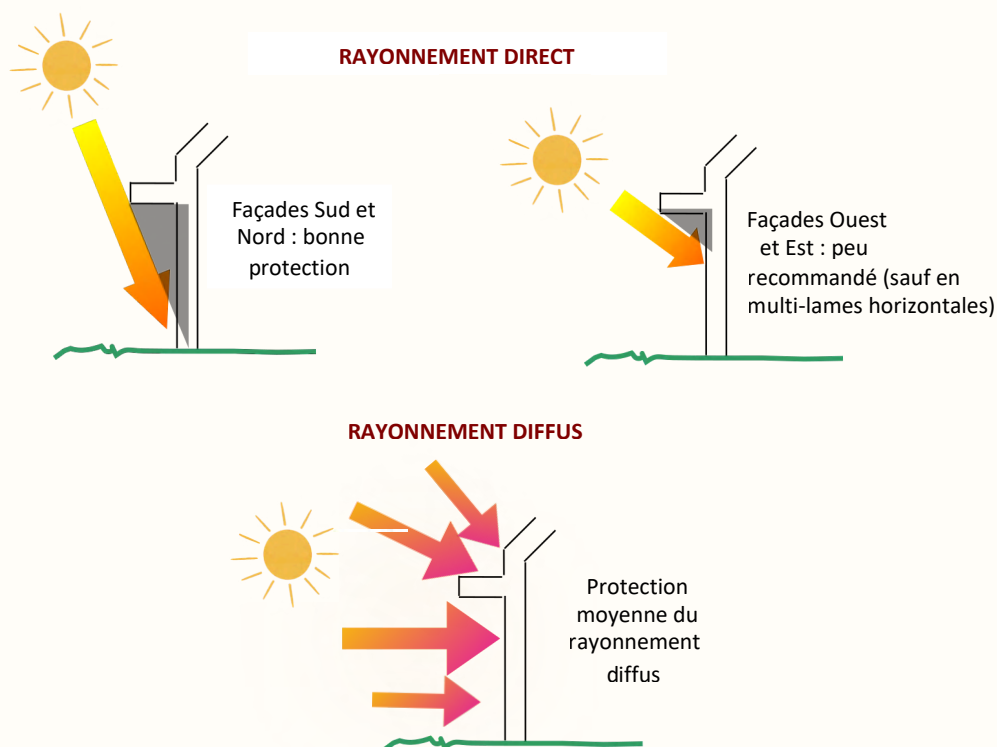 RAYONNEMENT DIRECT
Façades Sud et
Nord : bonne
protection
Façades Ouest
et Est : peu
recommandé (sauf en
multi-lames horizontales)
RAYONNEMENT DIFFUS
Protection
moyenne du
rayonnement
diffus